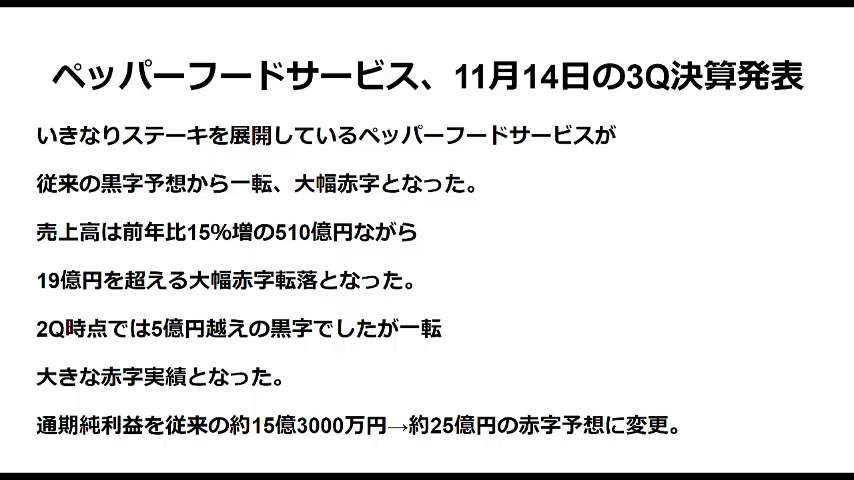 ペッパーフードサービス、11月14日の3Q決算発表
いきなりステーキを展開しているペッパーフードサービスが
従来の黒字予想から一転、大幅赤字となった。
売上高は前年比15%増の510億円ながら
19億円を超える大幅赤字転落となった。
2Q時点では5億円越えの黒字でしたが一転
大きな赤字実績となった。
通期純利益を従来の約15億3000万円→約25億円の赤字予想に変更。